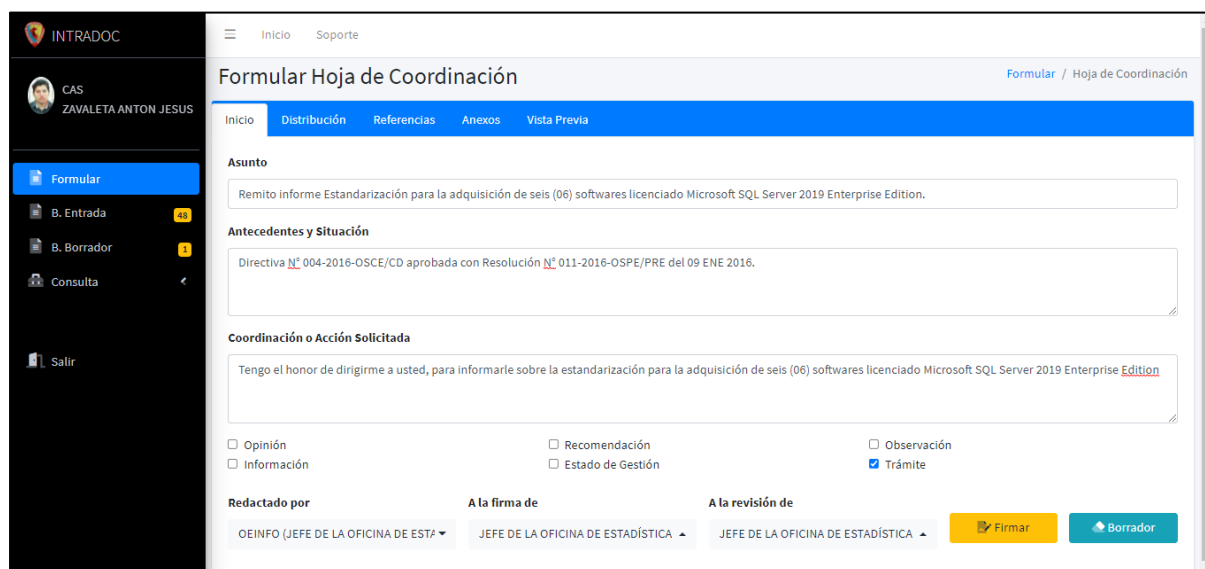 INTRADOC
Inicio Soporte
CAS
ZAVALETA ANTON JESUS
Formular
B. Entrada 48
B. Borrador 1
Consulta
Salir
Formular Hoja de Coordinación
Formular / Hoja de Coordinación
Inicio Distribución Referencias Anexos Vista Previa
Asunto
Remito informe Estandarización para la adquisición de seis (06) softwares licenciado Microsoft SQL Server 2019 Enterprise Edition.
Antecedentes y Situación
Directiva N° 004-2016-OSCE/CD aprobada con Resolución N° 011-2016-OSPE/PRE del 09 ENE 2016.
Coordinación o Acción Solicitada
Tengo el honor de dirigirme a usted, para informarle sobre la estandarización para la adquisición de seis (06) softwares licenciado Microsoft SQL Server 2019 Enterprise Edition
Opinión Recomendación Observación
Información Estado de Gestión Trámite
Redactado por A la firma de A la revisión de
OEINFO (JEFE DE LA OFICINA DE ESTA JEFE DE LA OFICINA DE ESTADÍSTICA JEFE DE LA OFICINA DE ESTADÍSTICA Firmar Borrador